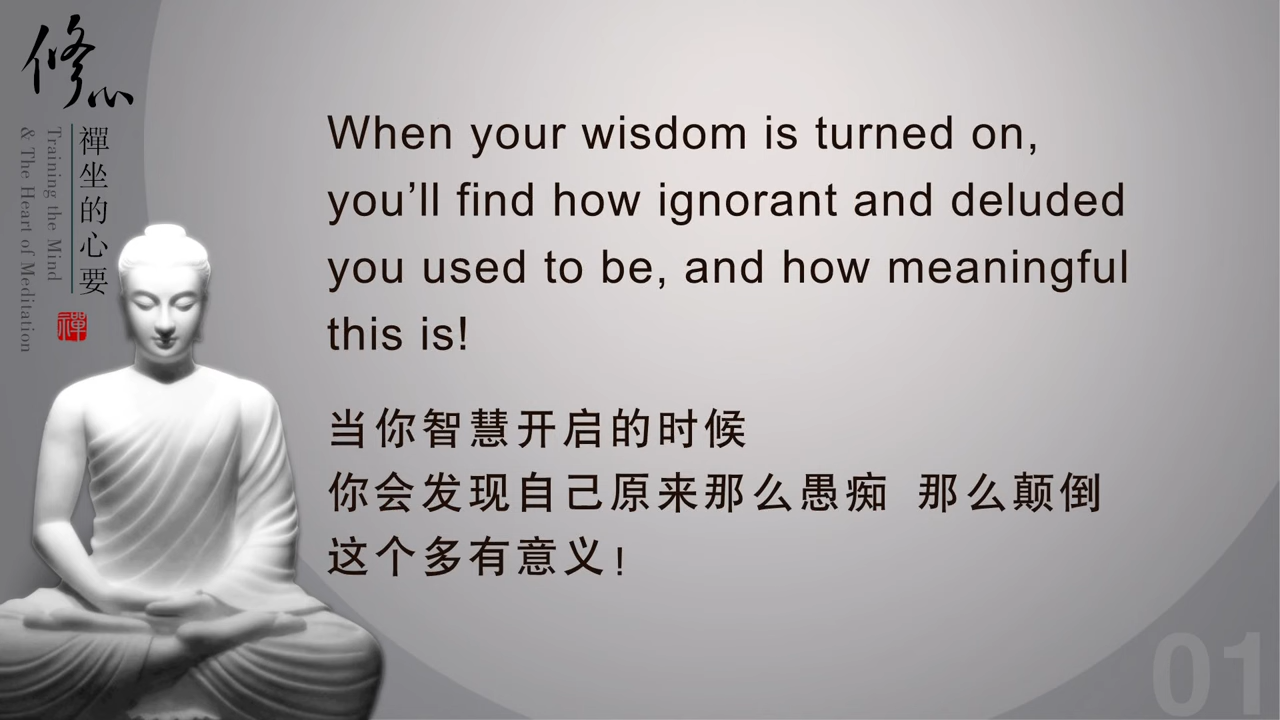 修心
禪坐的心要
Training the Mind
& The Heart of Meditation
禪
When your wisdom is turned on,
you’ll find how ignorant and deluded
you used to be, and how meaningful
this is!
当你智慧开启的时候
你会发现自己原来那么愚痴 那么颠倒
这个多有意义!
01